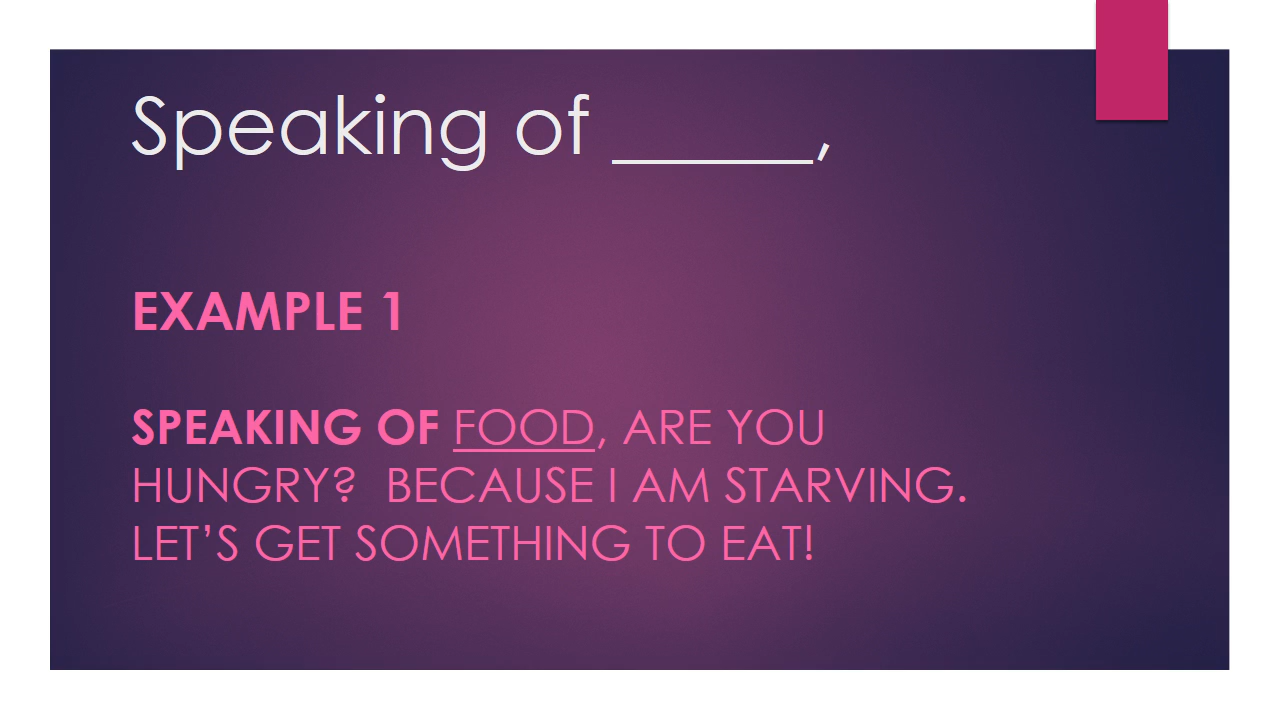 Speaking of _____,
EXAMPLE 1
SPEAKING OF FOOD, ARE YOU
HUNGRY?  BECAUSE I AM STARVING.
LET’S GET SOMETHING TO EAT!